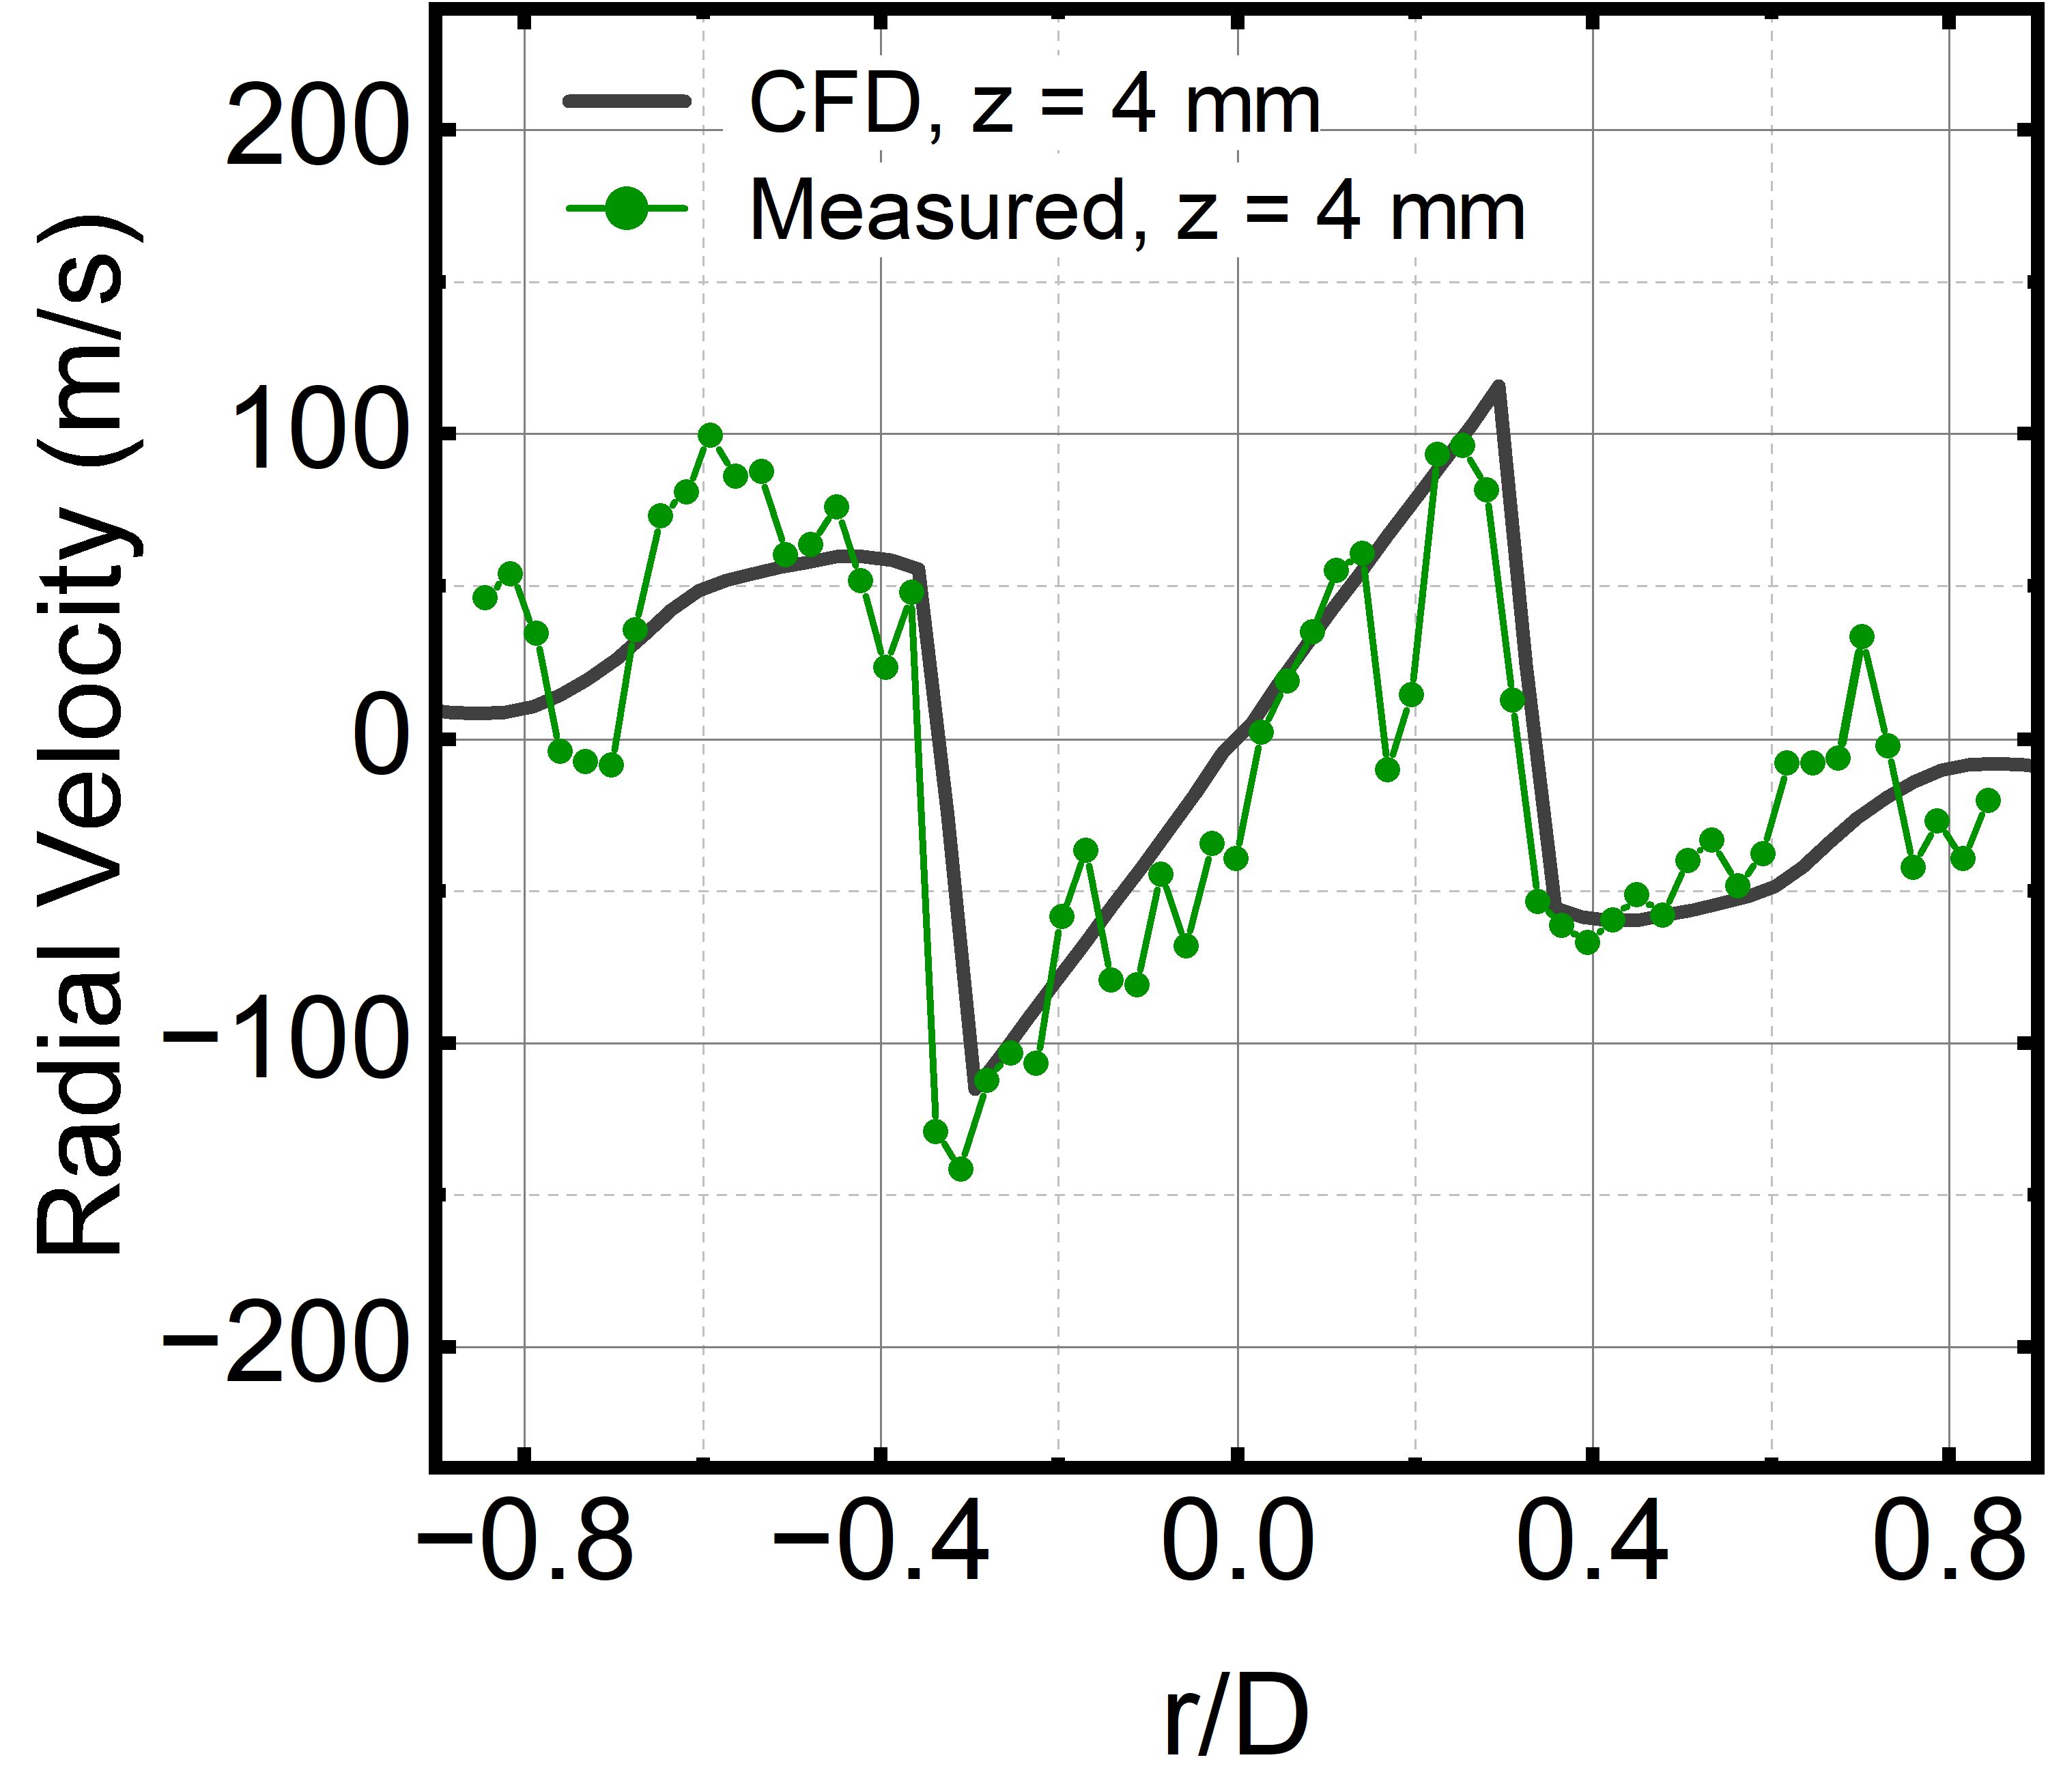 CFD, z = 4 mm
Measured, z = 4 mm
Radial Velocity (m/s)
200
100
0
−100
−200
−0.8 −0.4 0.0 0.4 0.8
r/D